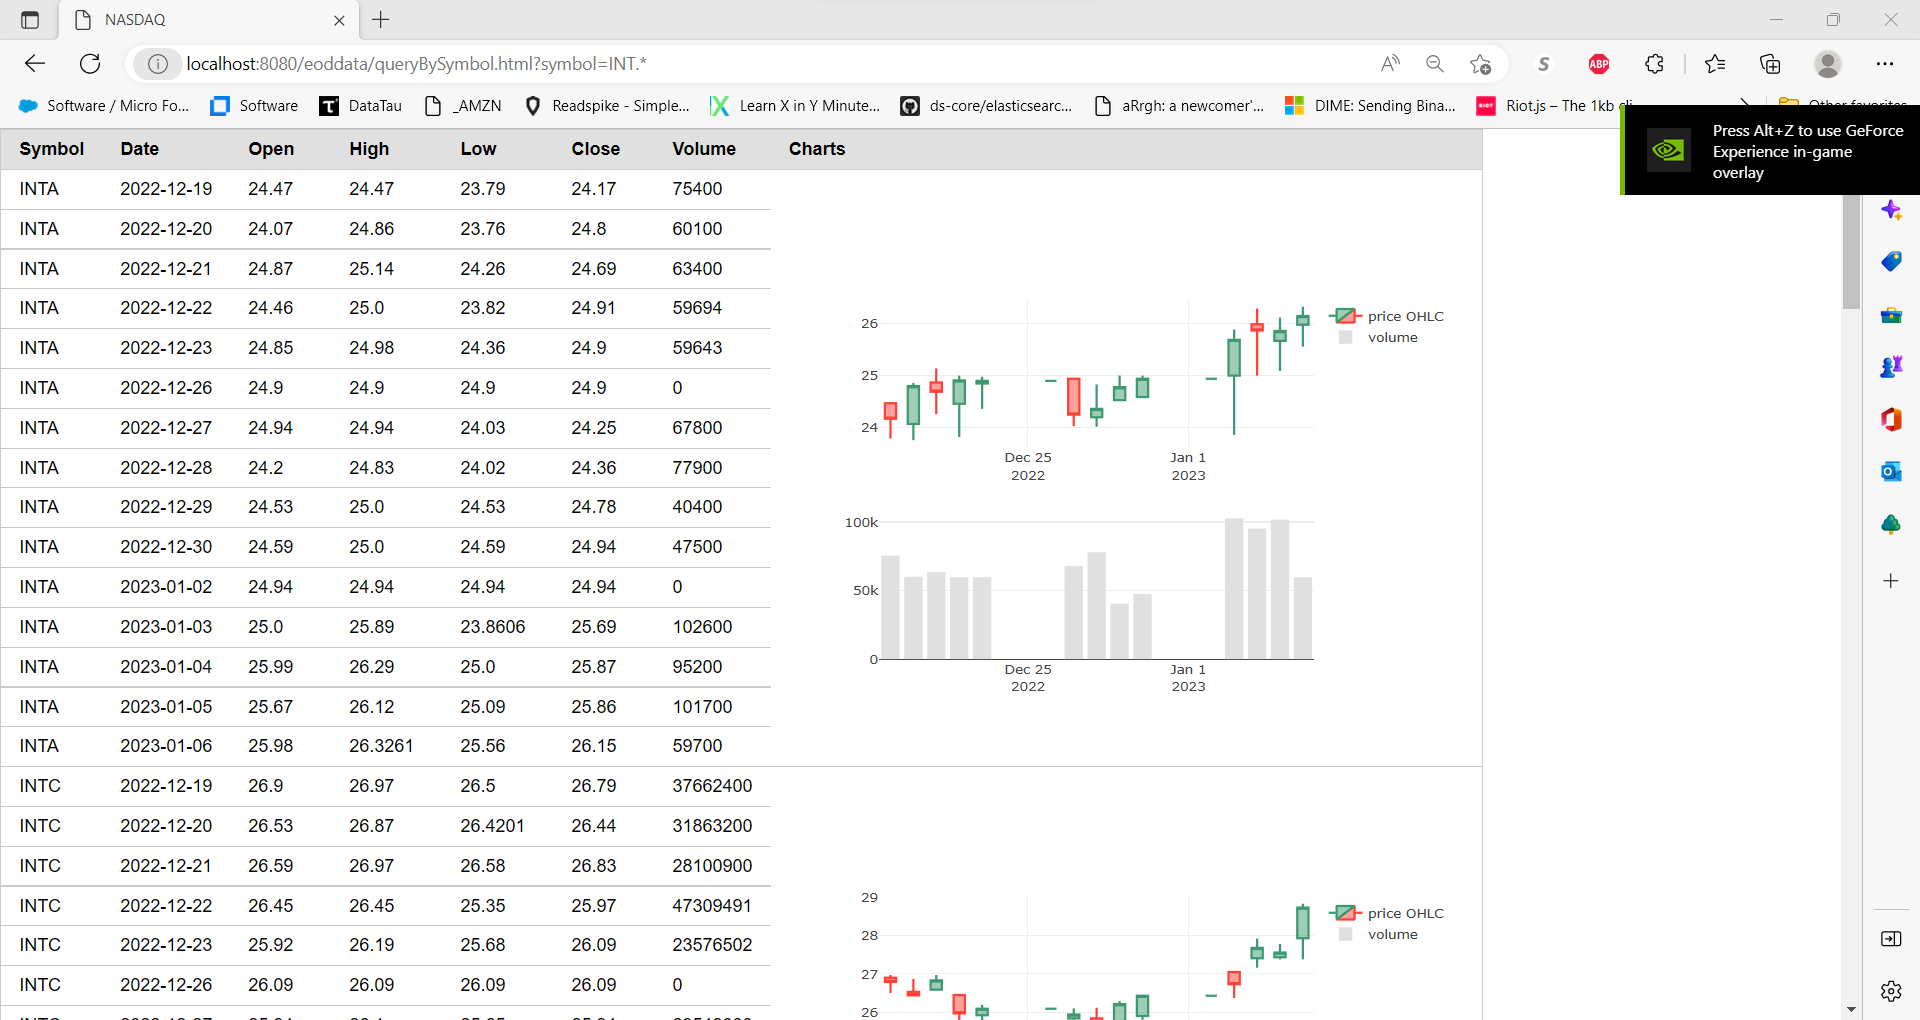 NASDAQ
localhost:8080/eoddata/queryBySymbol.html?symbol=INT.*
Software / Micro Fo... Software DataTau _AMZN Readspike - Simple... Learn X in Y Minute... ds-core/elasticsearc... aRrgh: a newcomer'... DIME: Sending Bina... Riot.js – The 1kb cli Other favorites
Press Alt+Z to use GeForce
Experience in-game
overlay
Symbol Date Open High Low Close Volume Charts
INTA 2022-12-19 24.47 24.47 23.79 24.17 75400
INTA 2022-12-20 24.07 24.86 23.76 24.8 60100
INTA 2022-12-21 24.87 25.14 24.26 24.69 63400
INTA 2022-12-22 24.46 25.0 23.82 24.91 59694
INTA 2022-12-23 24.85 24.98 24.36 24.9 59643
INTA 2022-12-26 24.9 24.9 24.9 24.9 0
INTA 2022-12-27 24.94 24.94 24.03 24.25 67800
INTA 2022-12-28 24.2 24.83 24.02 24.36 77900
INTA 2022-12-29 24.53 25.0 24.53 24.78 40400
INTA 2022-12-30 24.59 25.0 24.59 24.94 47500
INTA 2023-01-02 24.94 24.94 24.94 24.94 0
INTA 2023-01-03 25.0 25.89 23.8606 25.69 102600
INTA 2023-01-04 25.99 26.29 25.0 25.87 95200
INTA 2023-01-05 25.67 26.12 25.09 25.86 101700
INTA 2023-01-06 25.98 26.3261 25.56 26.15 59700
26
25
24
Dec 25 Jan 1
2022 2023
price OHLC
volume
100k
50k
0
Dec 25 Jan 1
2022 2023
INTC 2022-12-19 26.9 26.97 26.5 26.79 37662400
INTC 2022-12-20 26.53 26.87 26.4201 26.44 31863200
INTC 2022-12-21 26.59 26.97 26.58 26.83 28100900
INTC 2022-12-22 26.45 26.45 25.35 25.97 47309491
INTC 2022-12-23 25.92 26.19 25.68 26.09 23576502
INTC 2022-12-26 26.09 26.09 26.09 26.09 0
29
28
27
26
price OHLC
volume